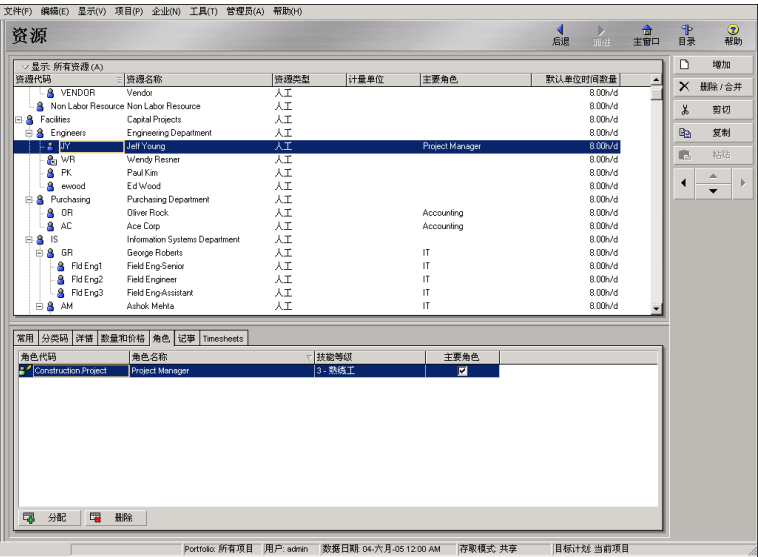 文件(F) 编辑(E) 显示(V) 项目(P) 企业(N) 工具(T) 管理员(A) 帮助(H)
资源 后退 前进 主窗口 目录 帮助
显示: 所有资源 (A)
资源代码 资源名称 资源类型 计量单位 主要角色 默认单位时间数量
VENDOR Vendor 人工 8.00h/d
Non Labor Resource Non Labor Resource 人工 8.00h/d
Facilities Capital Projects 人工 8.00h/d
Engineers Engineering Department 人工 8.00h/d
JY Jeff Young 人工 Project Manager 8.00h/d
WR Wendy Resner 人工 8.00h/d
PK Paul Kim 人工 8.00h/d
ewood Ed Wood 人工 8.00h/d
Purchasing Purchasing Department 人工 8.00h/d
OR Oliver Rock 人工 Accounting 8.00h/d
AC Ace Corp 人工 Accounting 8.00h/d
IS Information Systems Department 人工 8.00h/d
GR George Roberts 人工 IT 8.00h/d
Fld Eng1 Field Eng-Senior 人工 IT 8.00h/d
Fld Eng2 Field Engineer 人工 IT 8.00h/d
Fld Eng3 Field Eng-Assistant 人工 IT 8.00h/d
AM Ashok Mehta 人工 IT 8.00h/d
增加
删除 / 合并
剪切
复制
粘帖
常用 分类码 详情 数量和价格 角色 记事 Timesheets
角色代码 角色名称 技能等级 主要角色
Construction.Project Project Manager 3 - 熟练工
分配 删除
Portfolio: 所有项目 用户: admin 数据日期: 04-六月-05 12:00 AM 存取模式: 共享 目标计划: 当前项目